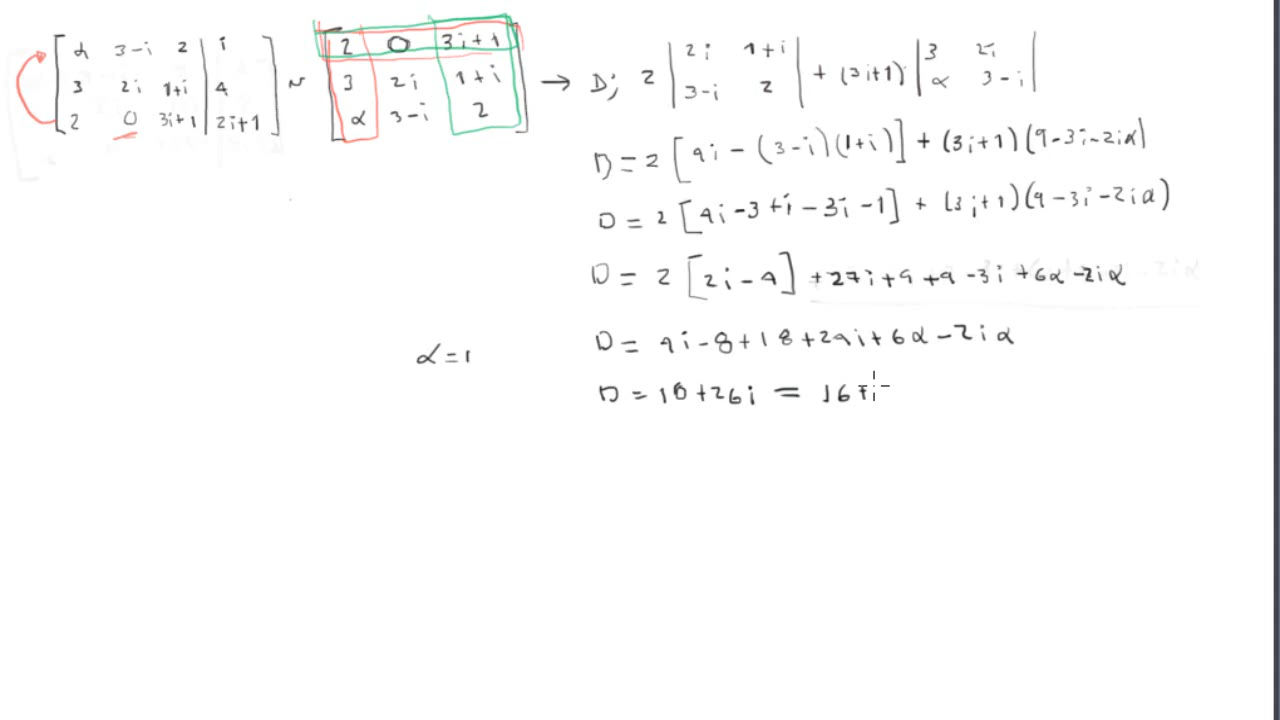 [ α 3-i 2 | i ] ~ [ 2 0 3i+1 ] → D; 2 | 2i 1+i | + (3i+1) | 3 2i |
[ 3 2i 1+i | 4 ] [ 3 2i 1+i ] | 3-i 2 | | α 3-i |
[ 2 0 3i+1 | 2i+1 ] [ α 3-i 2 ]
D = 2 [4i - (3-i)(1+i)] + (3i+1)(9-3i-2iα)
D = 2 [4i-3+i-3i-1] + (3i+1)(9-3i-2iα)
D = 2 [2i-4] +27i+9+9-3i+6α-2iα
D = 4i-8+18+24i+6α-2iα
α=1
D = 16+26i = 16+